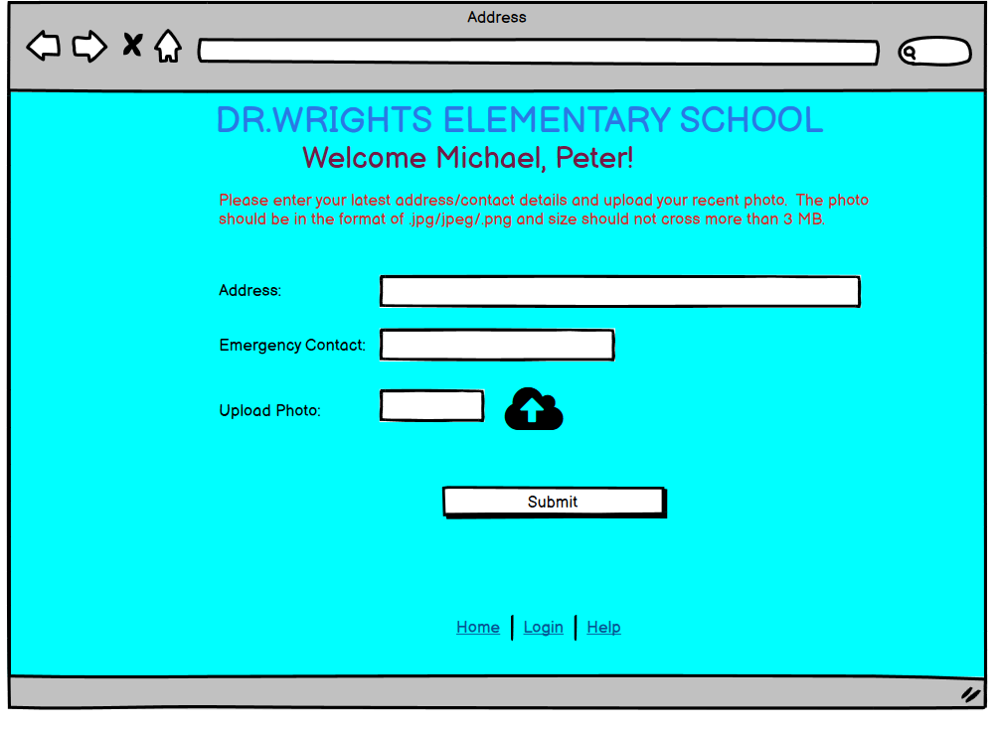 Address
DR.WRIGHTS ELEMENTARY SCHOOL
Welcome Michael, Peter!
Please enter your latest address/contact details and upload your recent photo.  The photo
should be in the format of .jpg/jpeg/.png and size should not cross more than 3 MB.
Address:
Emergency Contact:
Upload Photo:
Submit
Home Login Help